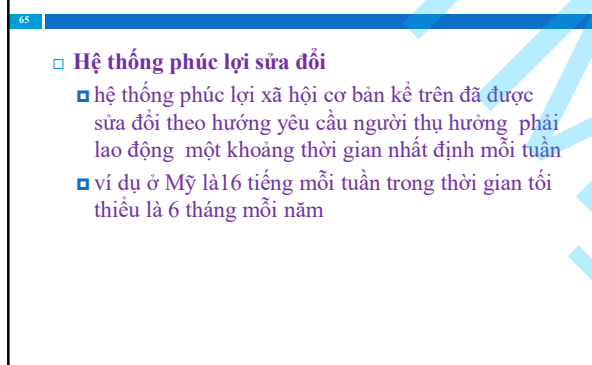 65
Hệ thống phúc lợi sửa đổi
hệ thống phúc lợi xã hội cơ bản kể trên đã được
sửa đổi theo hướng yêu cầu người thụ hưởng phải
lao động một khoảng thời gian nhất định mỗi tuần
ví dụ ở Mỹ là16 tiếng mỗi tuần trong thời gian tối
thiểu là 6 tháng mỗi năm